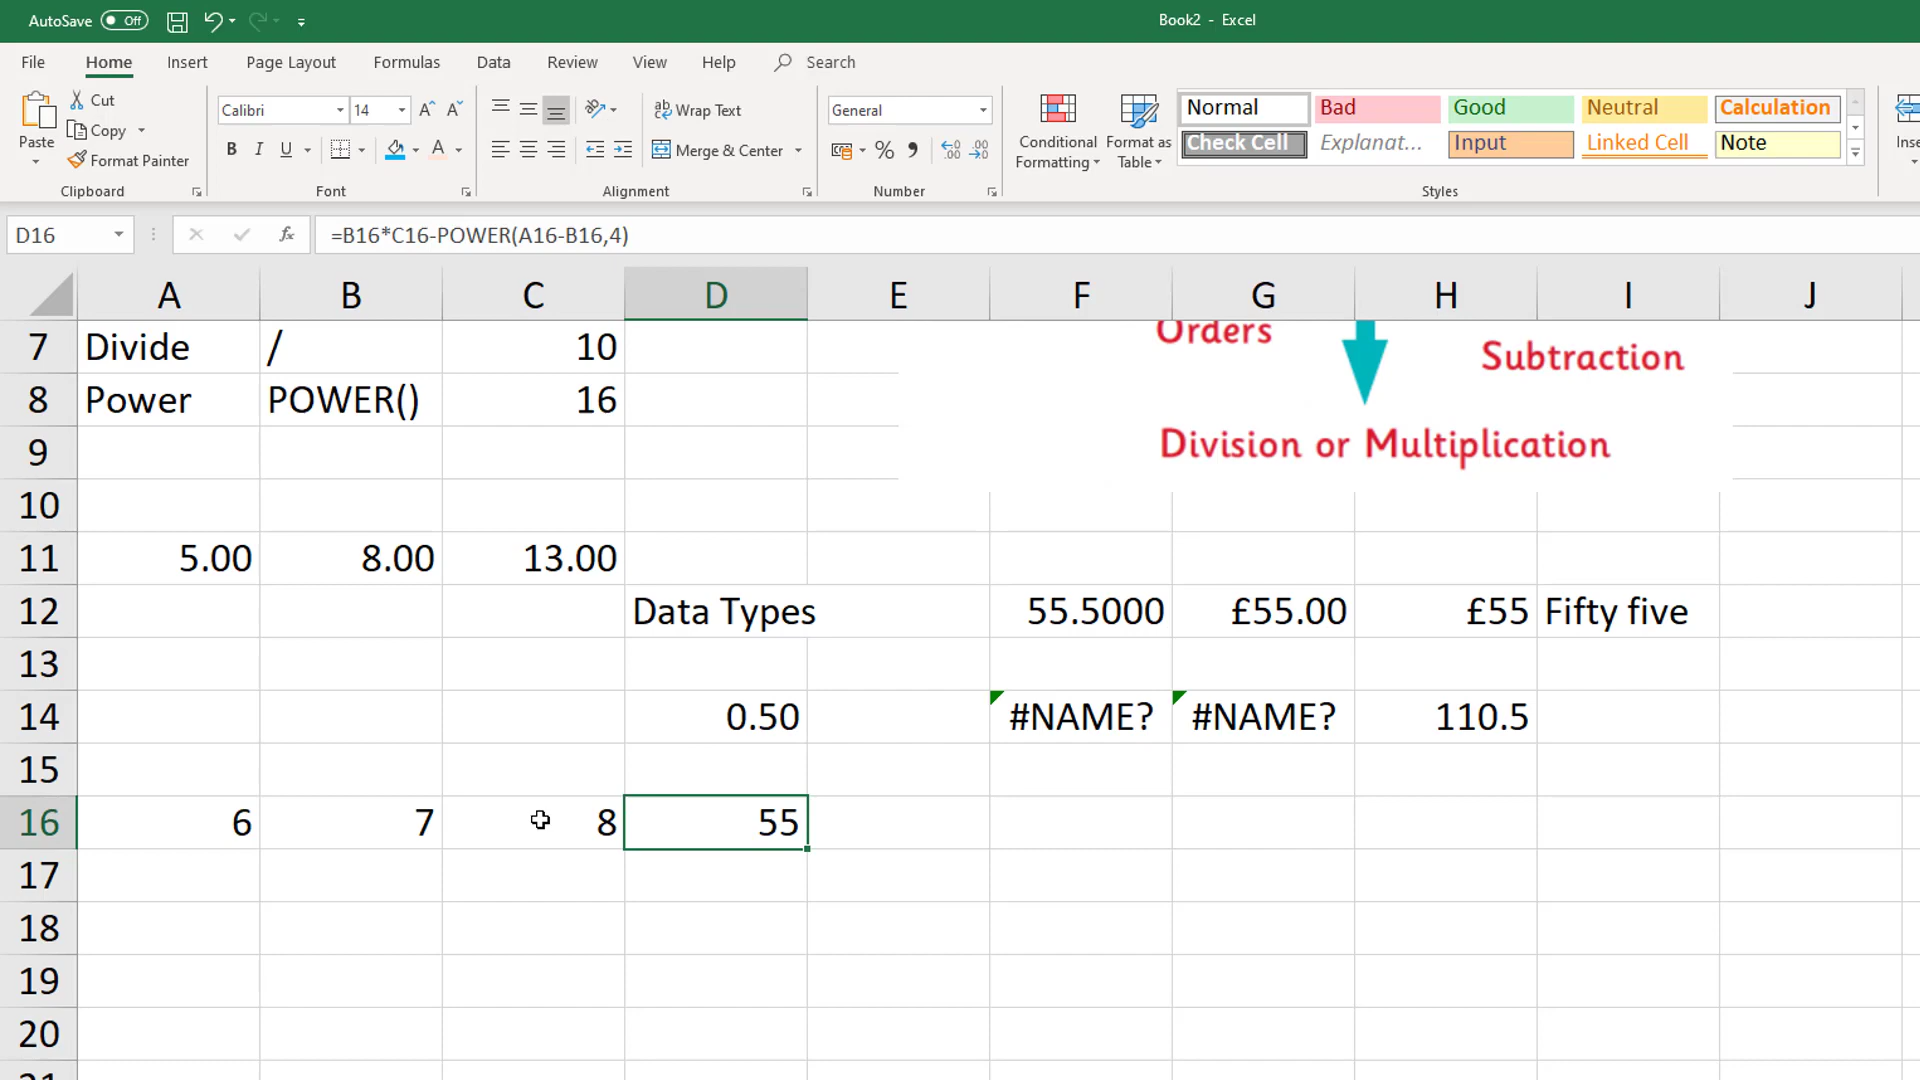 AutoSave Off
Book2 - Excel
File Home Insert Page Layout Formulas Data Review View Help Search
Paste
Cut
Copy
Format Painter
Clipboard
Calibri 14
B I U
Font
Wrap Text
Merge & Center
Alignment
General
Number
Conditional Formatting
Format as Table
Normal Bad Good Neutral Calculation
Check Cell Explanat... Input Linked Cell Note
Styles
Inse
D16 fx =B16*C16-POWER(A16-B16,4)
A B C D E F G H I J
7 Divide / 10
8 Power POWER() 16
Orders
Subtraction
Division or Multiplication
9
10
11 5.00 8.00 13.00
12 Data Types 55.5000 £55.00 £55 Fifty five
13
14 0.50 #NAME? #NAME? 110.5
15
16 6 7 8 55
17
18
19
20